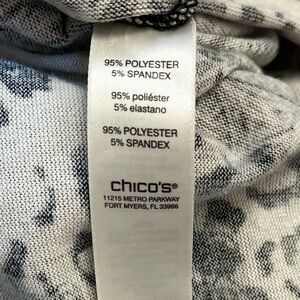 95% POLYESTER
5% SPANDEX
95% poliéster
5% elastano
95% POLYESTER
5% SPANDEX
chico's®
11215 METRO PARKWAY
FORT MYERS, FL 33966